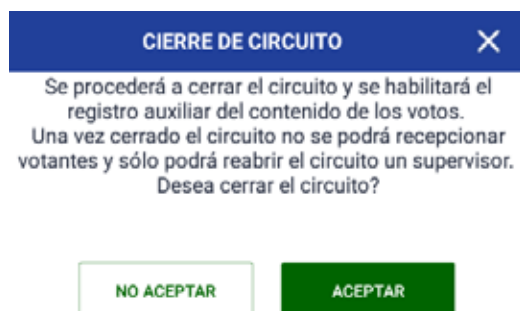 CIERRE DE CIRCUITO
Se procederá a cerrar el circuito y se habilitará el
registro auxiliar del contenido de los votos.
Una vez cerrado el circuito no se podrá recepcionar
votantes y sólo podrá reabrir el circuito un supervisor.
Desea cerrar el circuito?
NO ACEPTAR
ACEPTAR